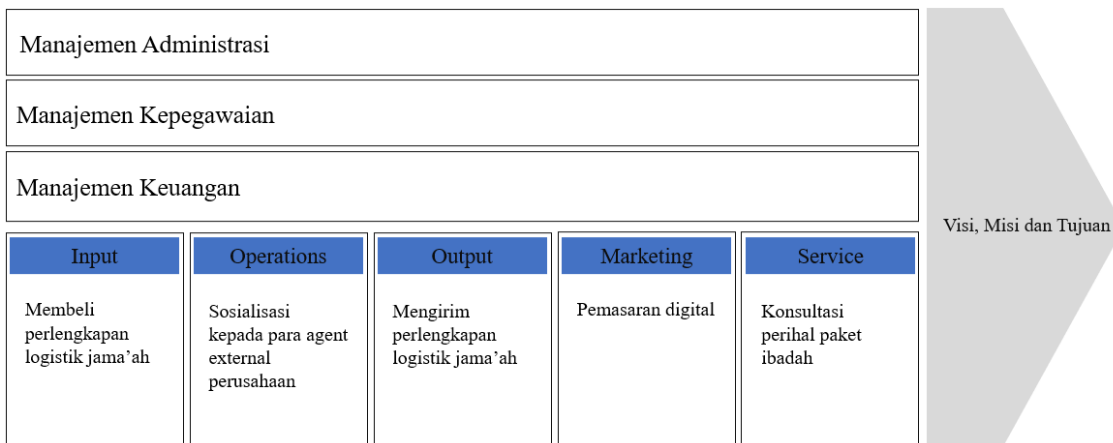 Manajemen Administrasi
Manajemen Kepegawaian
Manajemen Keuangan
Visi, Misi dan Tujuan
Input
Membeli
perlengkapan
logistik jama’ah
Operations
Sosialisasi
kepada para agent
external
perusahaan
Output
Mengirim
perlengkapan
logistik jama’ah
Marketing
Pemasaran digital
Service
Konsultasi
perihal paket
ibadah